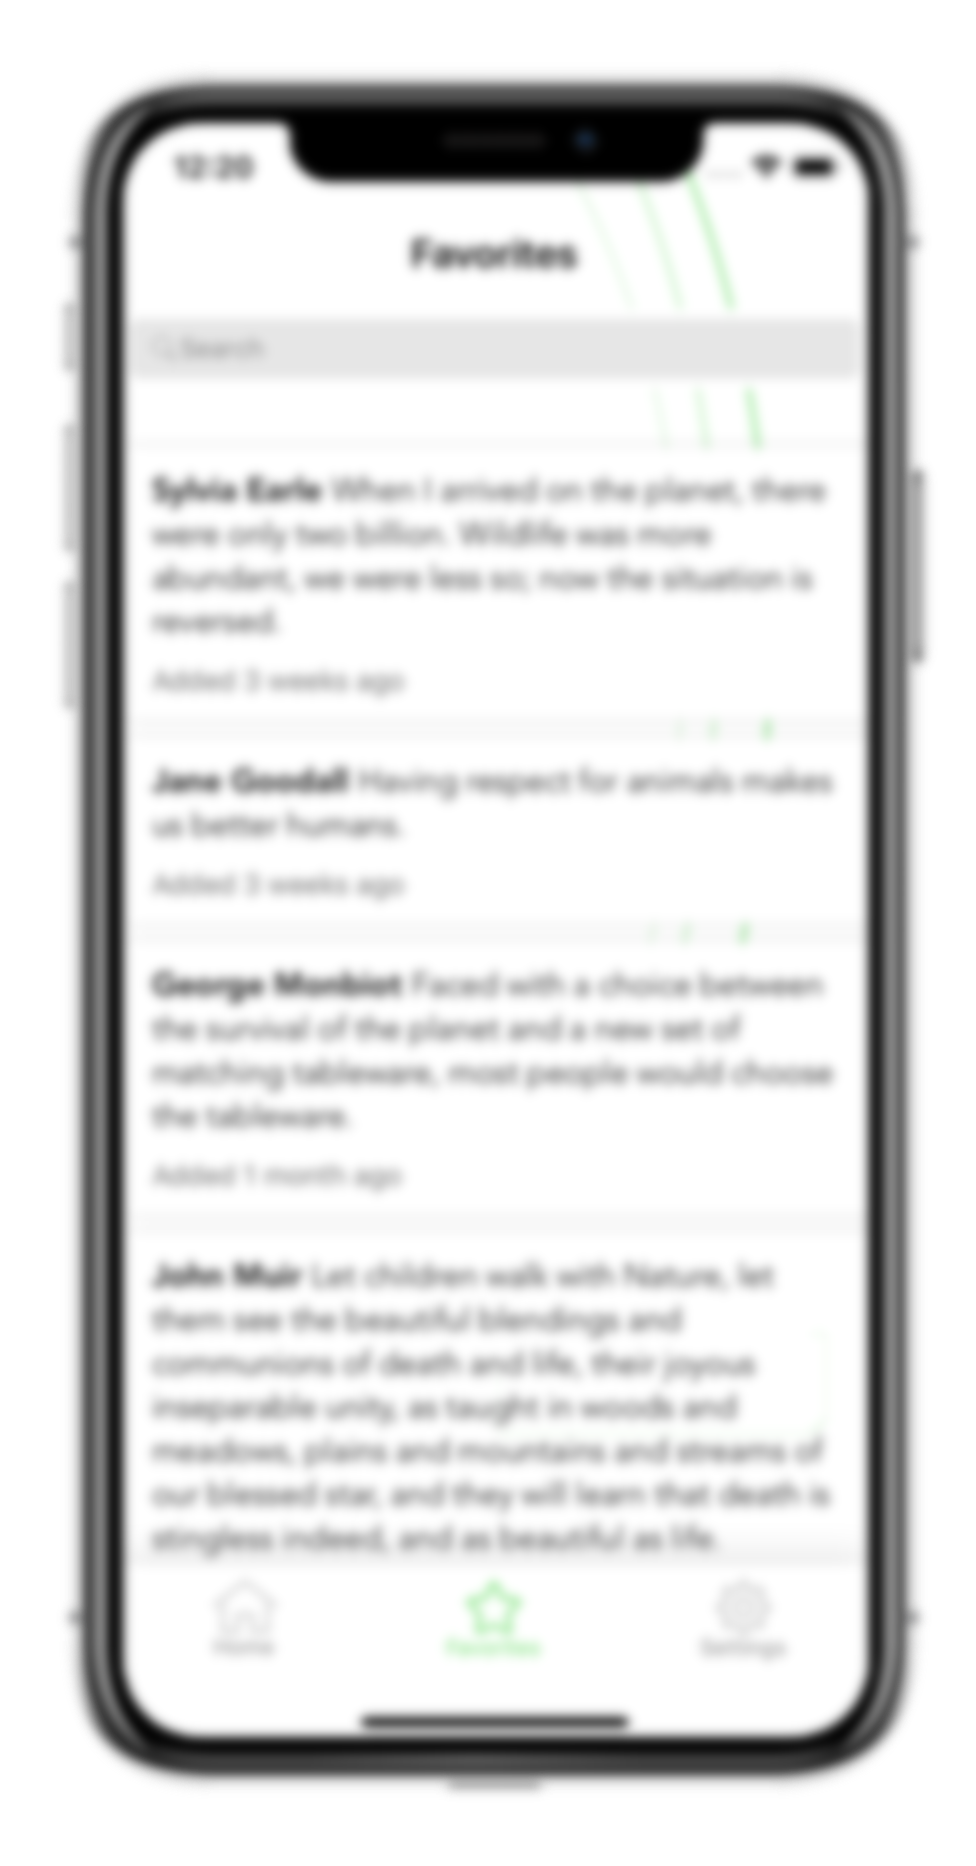 12:20
Favorites
Search
Sylvia Earle When I arrived on the planet, there
were only two billion. Wildlife was more
abundant, we were less so; now the situation is
reversed.
Added 3 weeks ago
Jane Goodall Having respect for animals makes
us better humans.
Added 3 weeks ago
George Monbiot Faced with a choice between
the survival of the planet and a new set of
matching tableware, most people would choose
the tableware.
Added 1 month ago
John Muir Let children walk with Nature, let
them see the beautiful blendings and
communions of death and life, their joyous
inseparable unity, as taught in woods and
meadows, plains and mountains and streams of
our blessed star, and they will learn that death is
stingless indeed, and as beautiful as life.
Home
Favorites
Settings